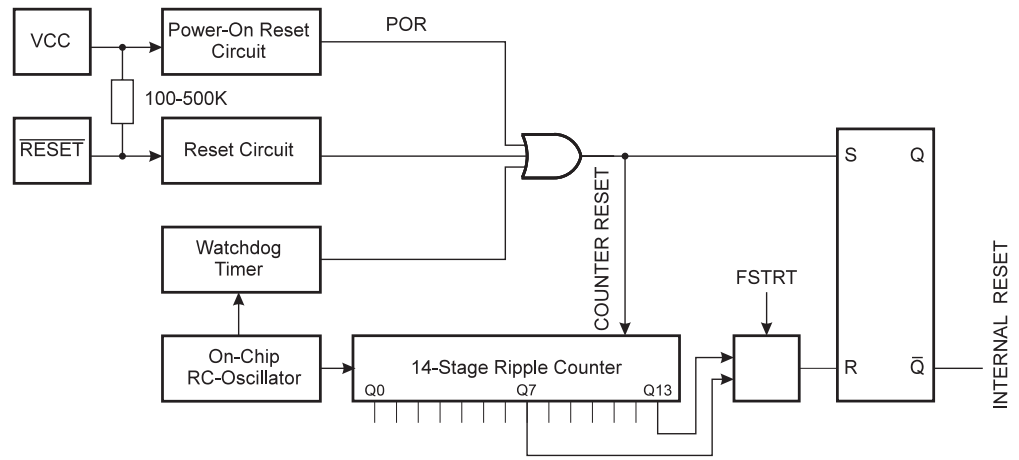 VCC
Power-On Reset
Circuit
POR
100-500K
RESET
Reset Circuit
S
Q
COUNTER RESET
Watchdog
Timer
FSTRT
INTERNAL RESET
On-Chip
RC-Oscillator
14-Stage Ripple Counter
Q0
Q7
Q13
R
Q̅